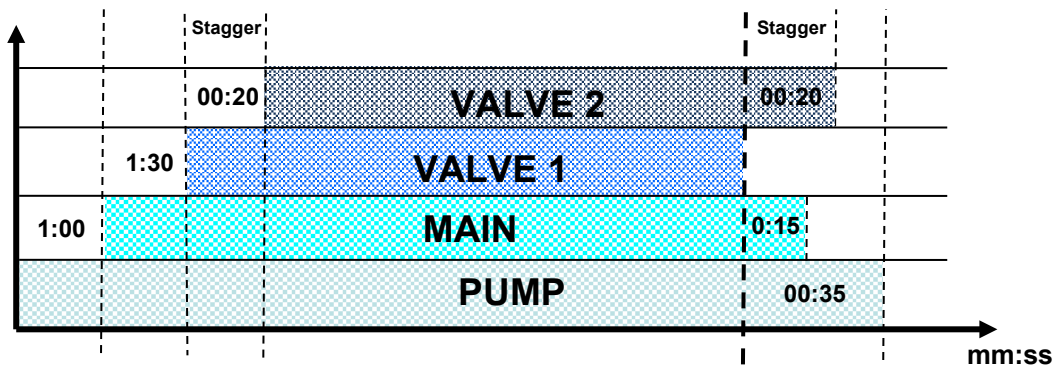 Stagger Stagger
00:20 VALVE 2 00:20
1:30 VALVE 1
1:00 MAIN 0:15
PUMP 00:35
mm:ss